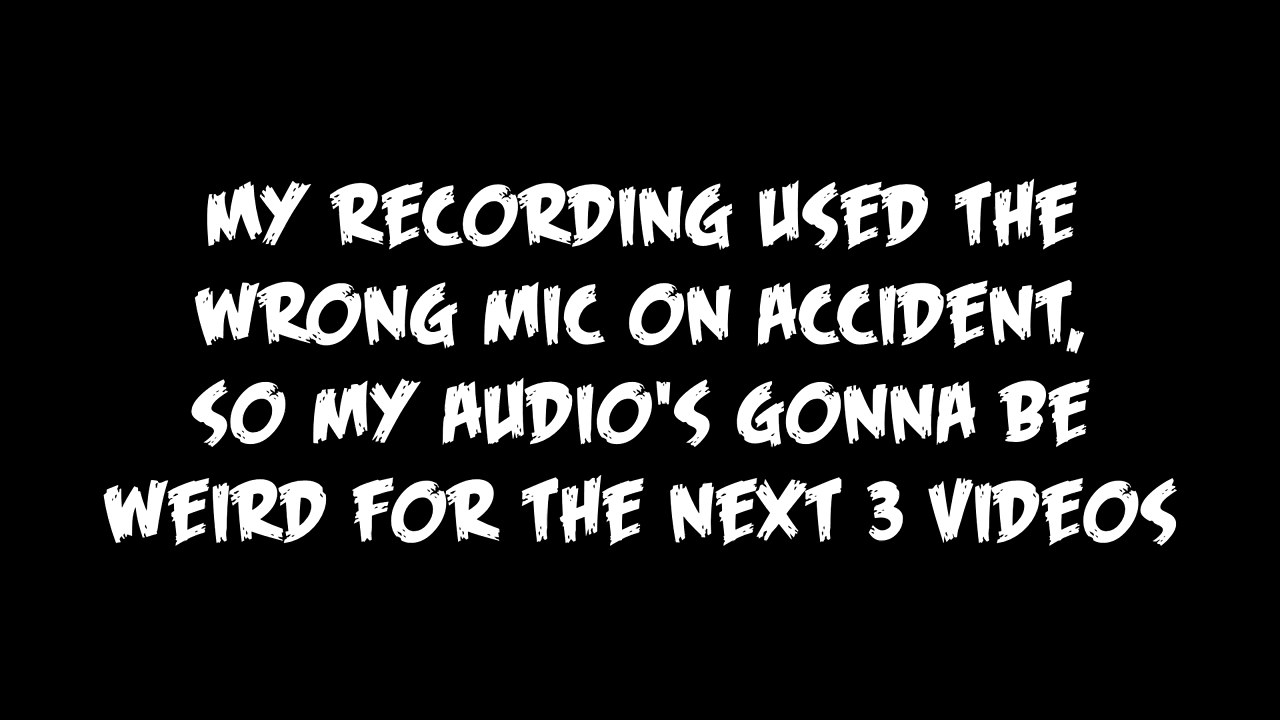 MY RECORDING USED THE
WRONG MIC ON ACCIDENT,
SO MY AUDIO'S GONNA BE
WEIRD FOR THE NEXT 3 VIDEOS